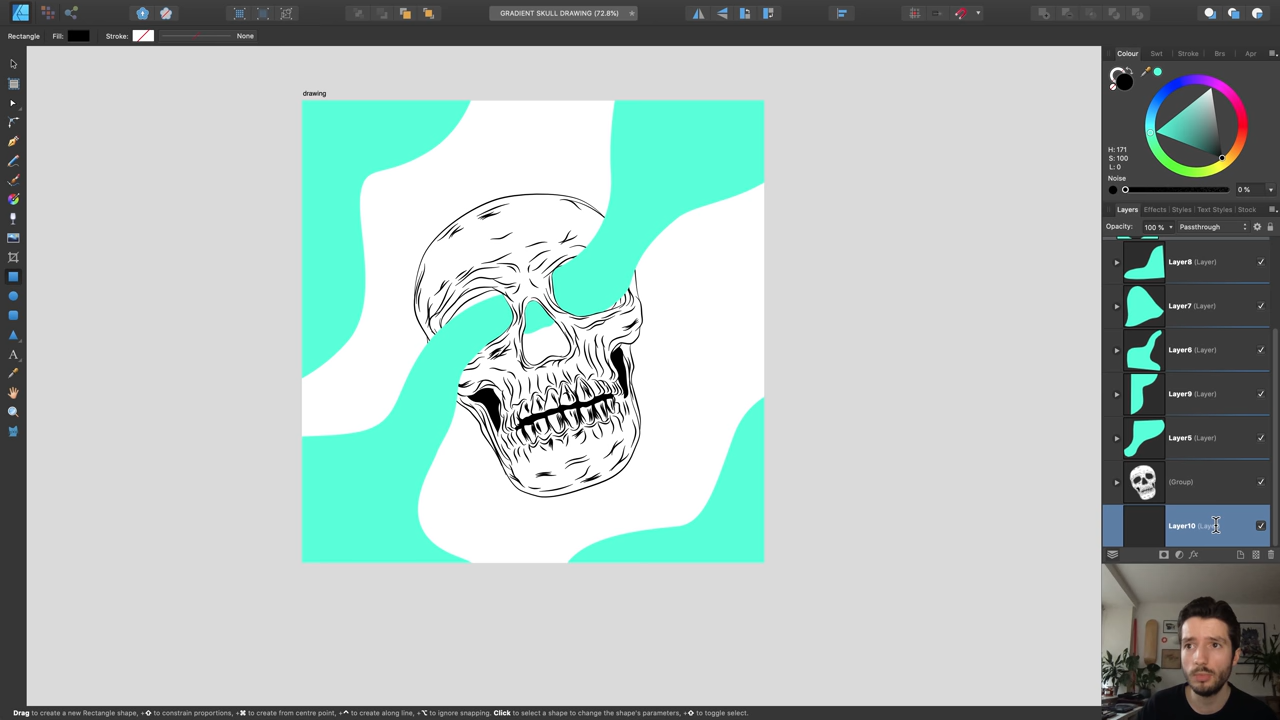 GRADIENT SKULL DRAWING (72.8%)
Rectangle Fill: Stroke: None
drawing
Colour Swt Stroke Brs Apr
H: 171
S: 100
L: 0
Noise
0 %
Layers Effects Styles Text Styles Stock
Opacity: 100 % Passthrough
Layer8 (Layer)
Layer7 (Layer)
Layer6 (Layer)
Layer9 (Layer)
Layer5 (Layer)
(Group)
Layer10 (Layer)
Drag to create a new Rectangle shape, +⇧ to constrain proportions, +⌘ to create from centre point, +⌃ to create along line, +⌥ to ignore snapping. Click to select a shape to change the shape's parameters, +⇧ to toggle select.